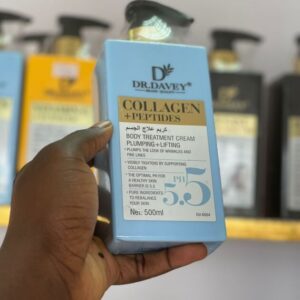 DR.DAVEY
COLLAGEN
+PEPTIDES
كريم علاج الجسم
BODY TREATMENT CREAM
PLUMPING+LIFTING
• PLUMPS THE LOOK OF WRINKLES AND
FINE LINES
• VISIBLY TIGHTENS BY SUPPORTING
COLLAGEN
• THE OPTIMAL PH FOR
A HEALTHY SKIN
BARRIER IS 5.5
• PURE INGREDIENTS
TO REBALANCE
YOUR SKIN
PH
5.5
500ml